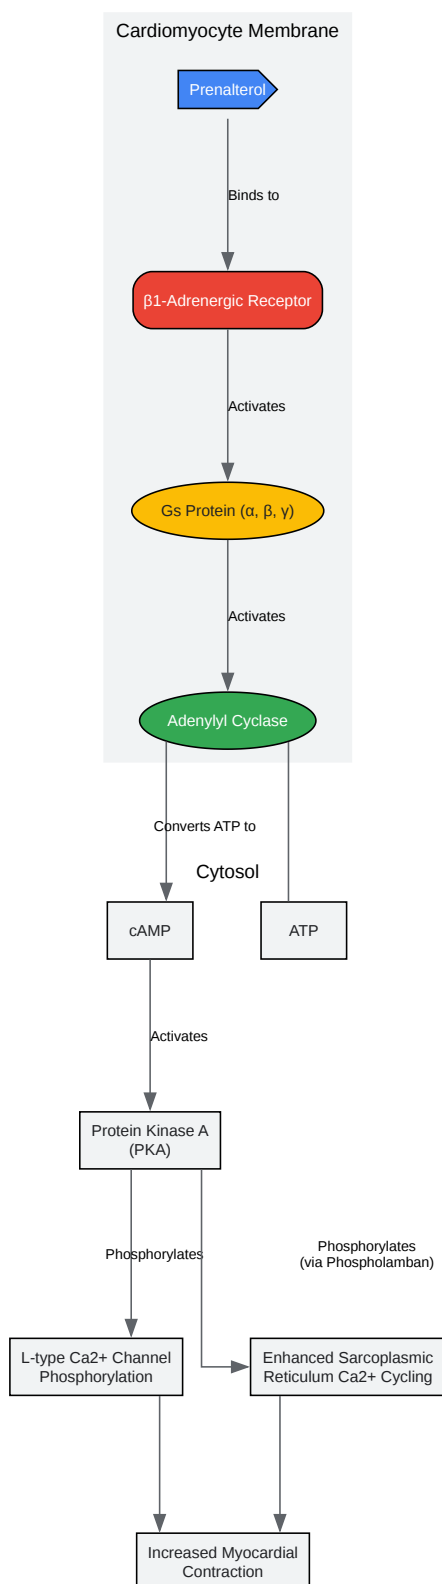 Cardiomyocyte Membrane
Prenalterol
Binds to
β1-Adrenergic Receptor
Activates
Gs Protein (α, β, γ)
Activates
Adenylyl Cyclase
Converts ATP to
Cytosol
cAMP
ATP
Activates
Protein Kinase A
(PKA)
Phosphorylates
Phosphorylates
(via Phospholamban)
L-type Ca2+ Channel
Phosphorylation
Enhanced Sarcoplasmic
Reticulum Ca2+ Cycling
Increased Myocardial
Contraction